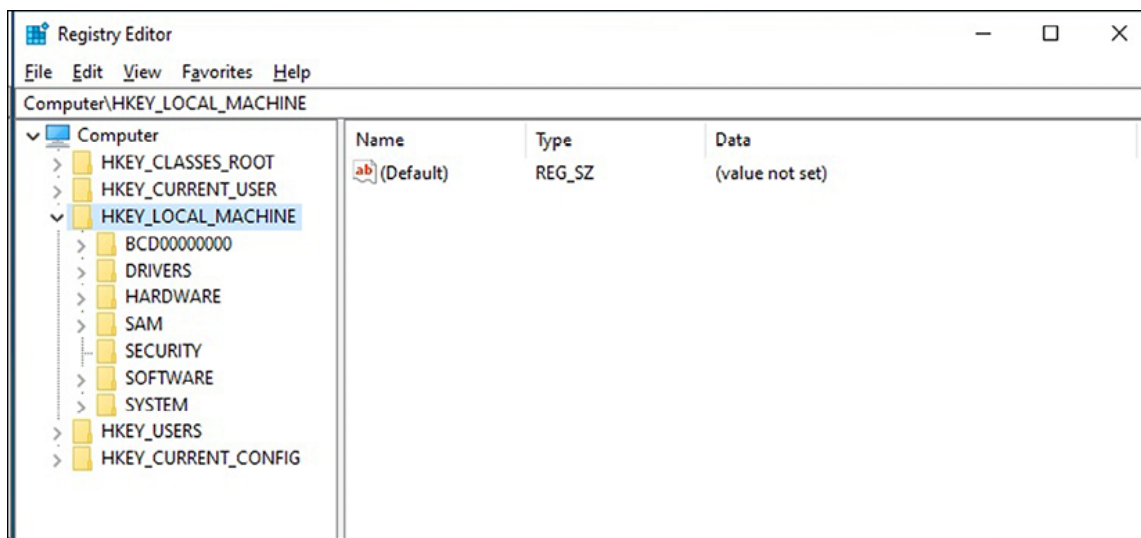 Registry Editor
File Edit View Favorites Help
Computer\HKEY_LOCAL_MACHINE
Computer
HKEY_CLASSES_ROOT
HKEY_CURRENT_USER
HKEY_LOCAL_MACHINE
BCD00000000
DRIVERS
HARDWARE
SAM
SECURITY
SOFTWARE
SYSTEM
HKEY_USERS
HKEY_CURRENT_CONFIG
Name Type Data
ab (Default) REG_SZ (value not set)